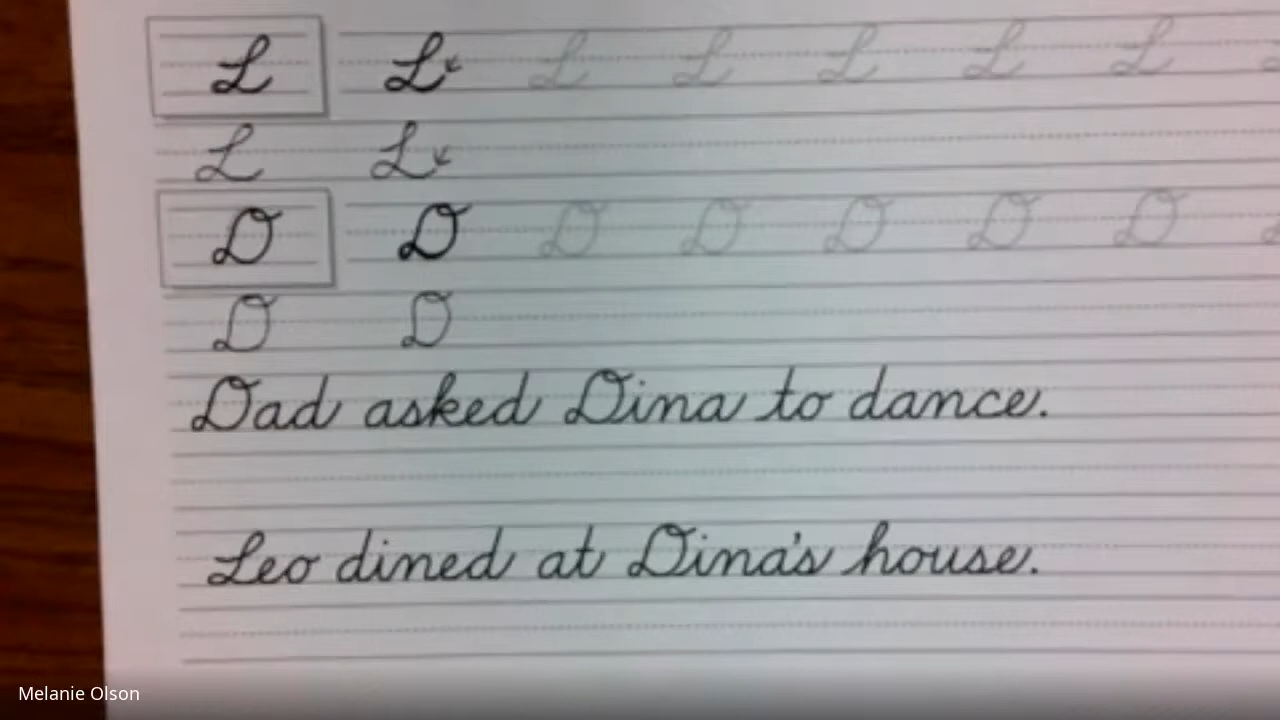 L L L L L L L
L L
D D D D D D D
D D
Dad asked Dina to dance.
Leo dined at Dina's house.
Melanie Olson